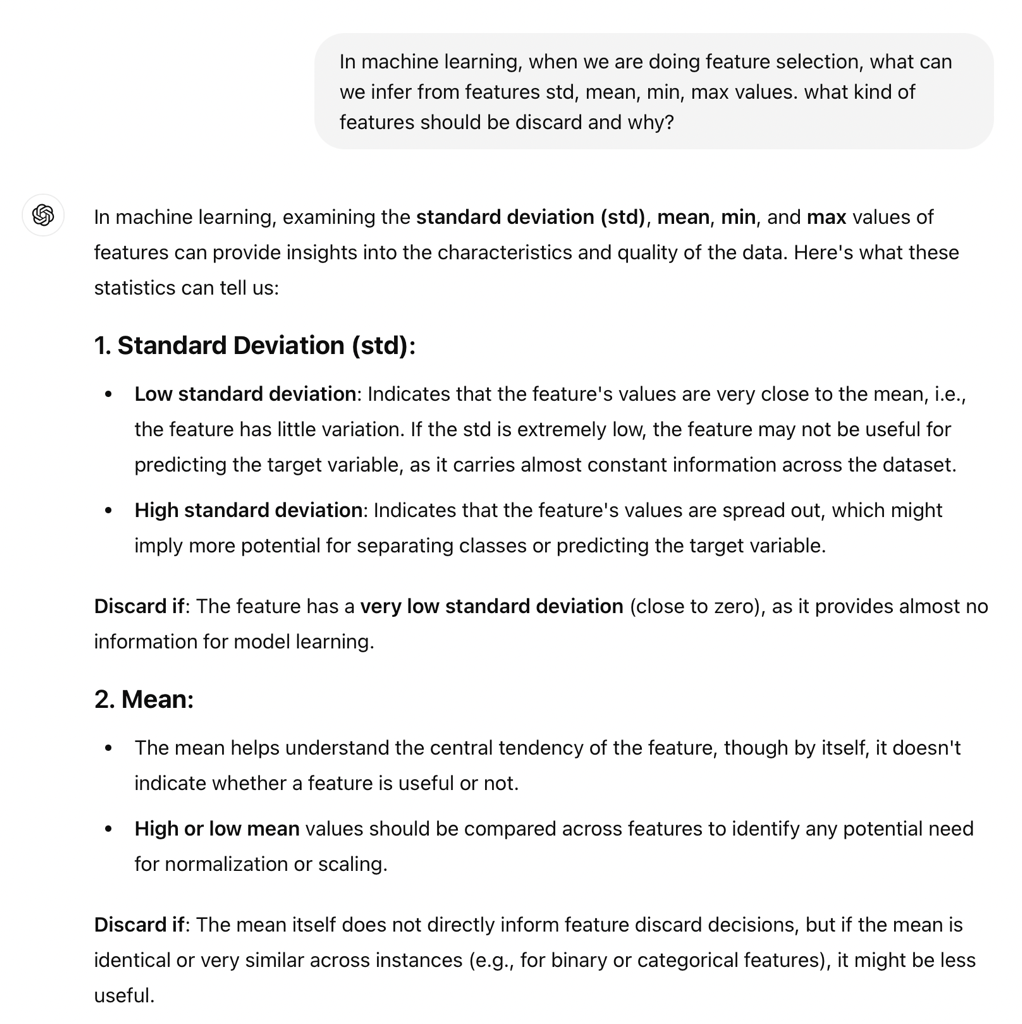 In machine learning, when we are doing feature selection, what can
we infer from features std, mean, min, max values. what kind of
features should be discard and why?
In machine learning, examining the standard deviation (std), mean, min, and max values of
features can provide insights into the characteristics and quality of the data. Here's what these
statistics can tell us:
1. Standard Deviation (std):
• Low standard deviation: Indicates that the feature's values are very close to the mean, i.e.,
the feature has little variation. If the std is extremely low, the feature may not be useful for
predicting the target variable, as it carries almost constant information across the dataset.
• High standard deviation: Indicates that the feature's values are spread out, which might
imply more potential for separating classes or predicting the target variable.
Discard if: The feature has a very low standard deviation (close to zero), as it provides almost no
information for model learning.
2. Mean:
• The mean helps understand the central tendency of the feature, though by itself, it doesn't
indicate whether a feature is useful or not.
• High or low mean values should be compared across features to identify any potential need
for normalization or scaling.
Discard if: The mean itself does not directly inform feature discard decisions, but if the mean is
identical or very similar across instances (e.g., for binary or categorical features), it might be less
useful.